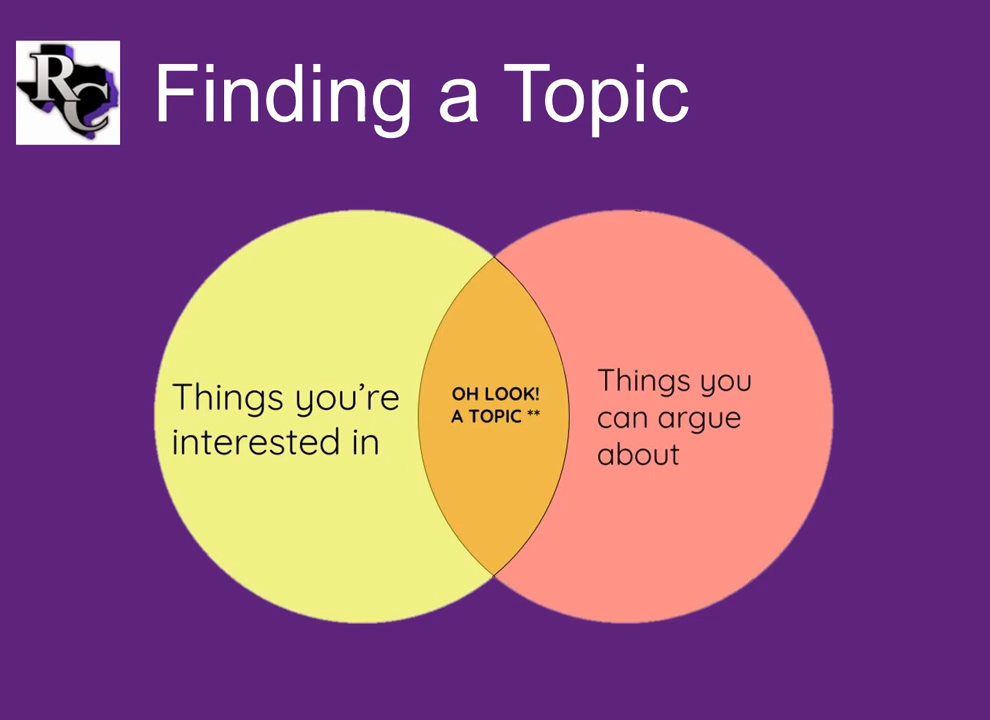 RC
Finding a Topic
Things you're
interested in
OH LOOK!
A TOPIC **
Things you
can argue
about